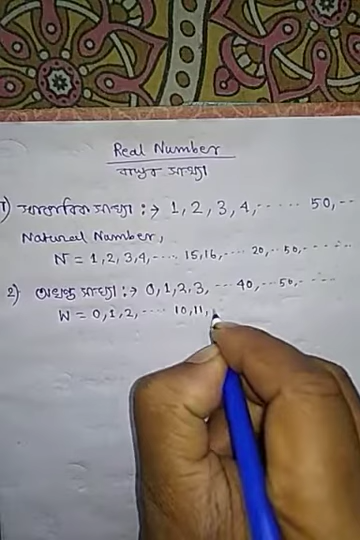 Real Number
বাস্তব সংখ্যা
1) স্বাভাবিক সংখ্যা :→ 1, 2, 3, 4, ...... 50, --
Natural Number,
N = 1, 2, 3, 4, .... 15, 16, .... 20, .. 50, ......
2) অখণ্ড সংখ্যা :→ 0, 1, 2, 3, .... 40, ... 50, ......
W = 0, 1, 2, ..... 10, 11,